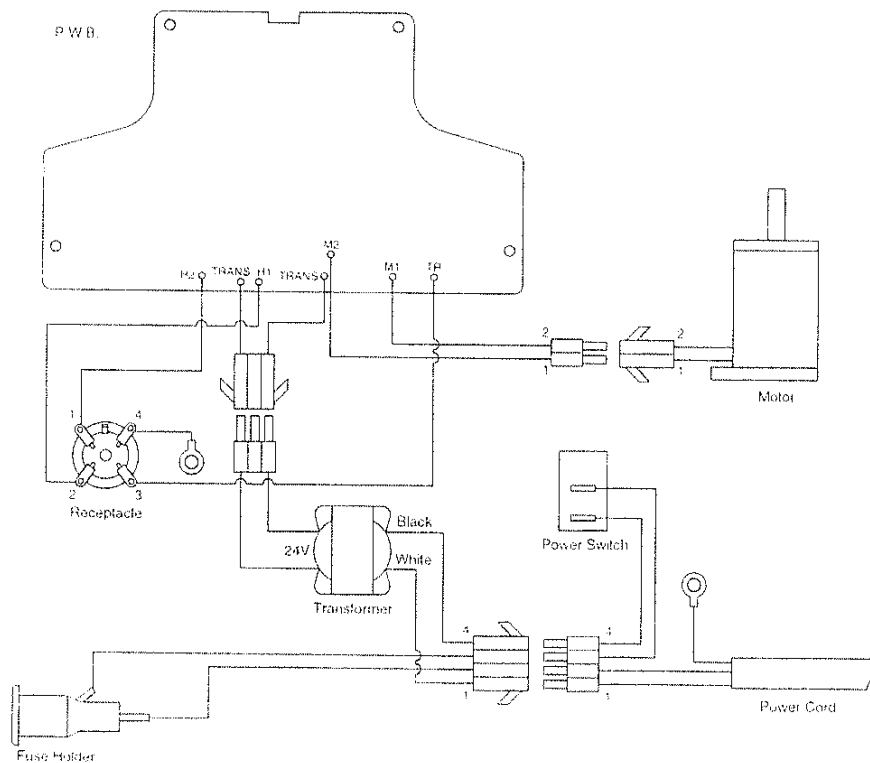 P.W.B.
M2
H2 TRANS H1 TRANS M1 TP
2 2
1 1
Motor
1 4
2 3
Receptacle
Black
24V
White
Transformer
Power Switch
4 4
1 1
Power Cord
Fuse Holder